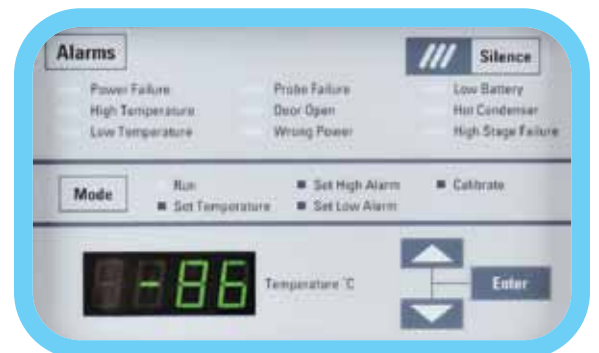 Alarms
Silence
Power Failure Probe Failure Low Battery
High Temperature Door Open Hot Condenser
Low Temperature Wrong Power High Stage Failure
Mode
Run Set High Alarm Calibrate
Set Temperature Set Low Alarm
-86 Temperature °C
Enter